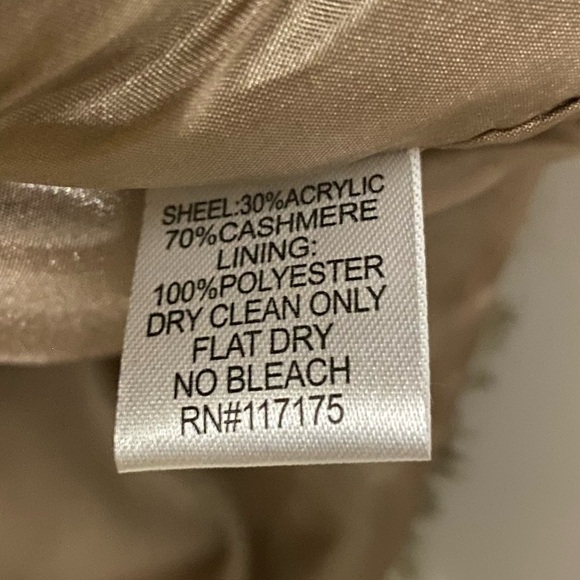 SHEEL:30%ACRYLIC
70%CASHMERE
LINING:
100%POLYESTER
DRY CLEAN ONLY
FLAT DRY
NO BLEACH
RN#117175